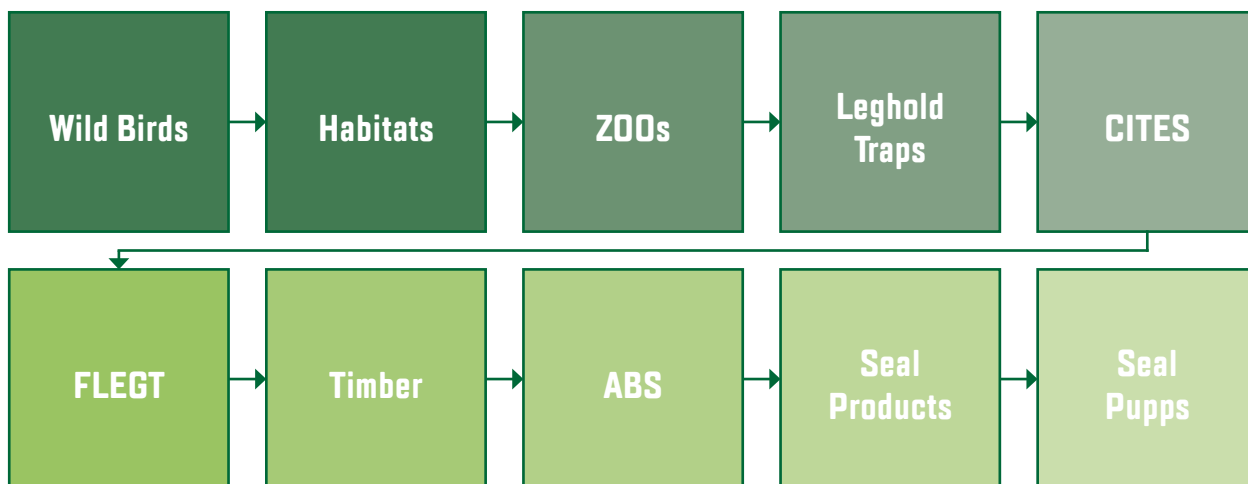 Wild Birds
Habitats
ZOOs
Leghold
Traps
CITES
FLEGT
Timber
ABS
Seal
Products
Seal
Pupps